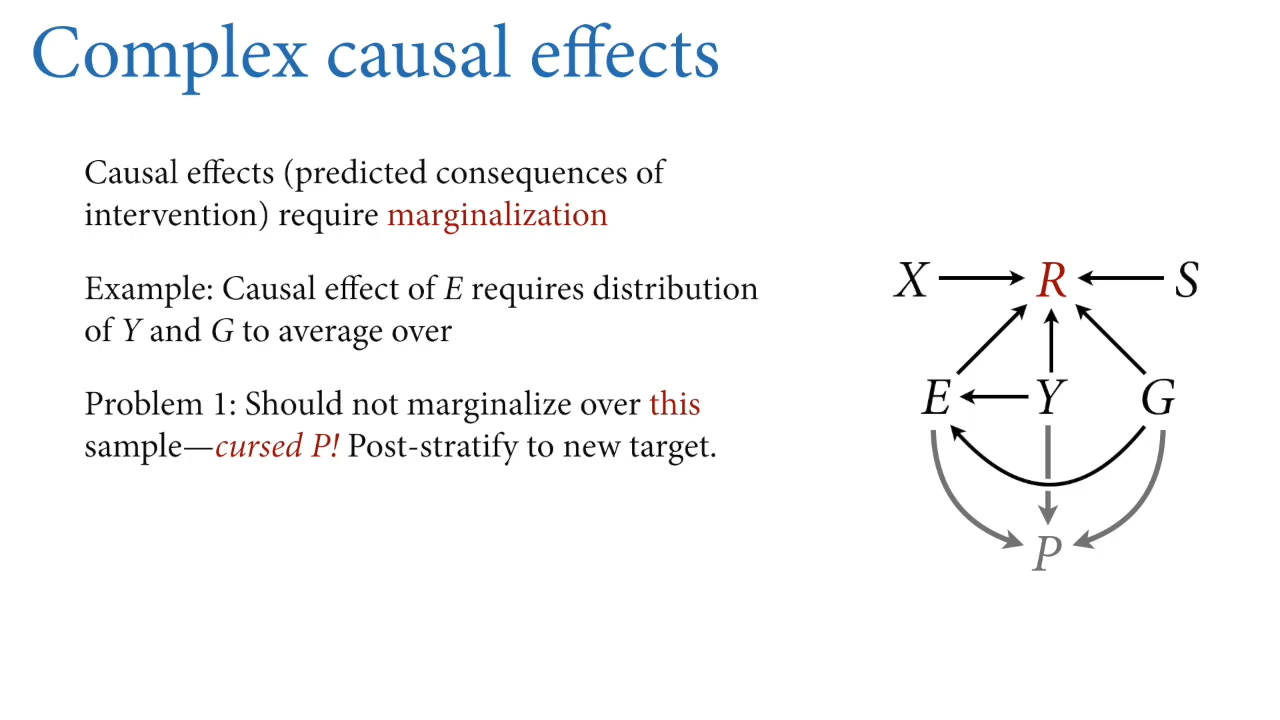 Complex causal effects
Causal effects (predicted consequences of
intervention) require marginalization
Example: Causal effect of E requires distribution
of Y and G to average over
Problem 1: Should not marginalize over this
sample—cursed P! Post-stratify to new target.
X R S
E Y G
P